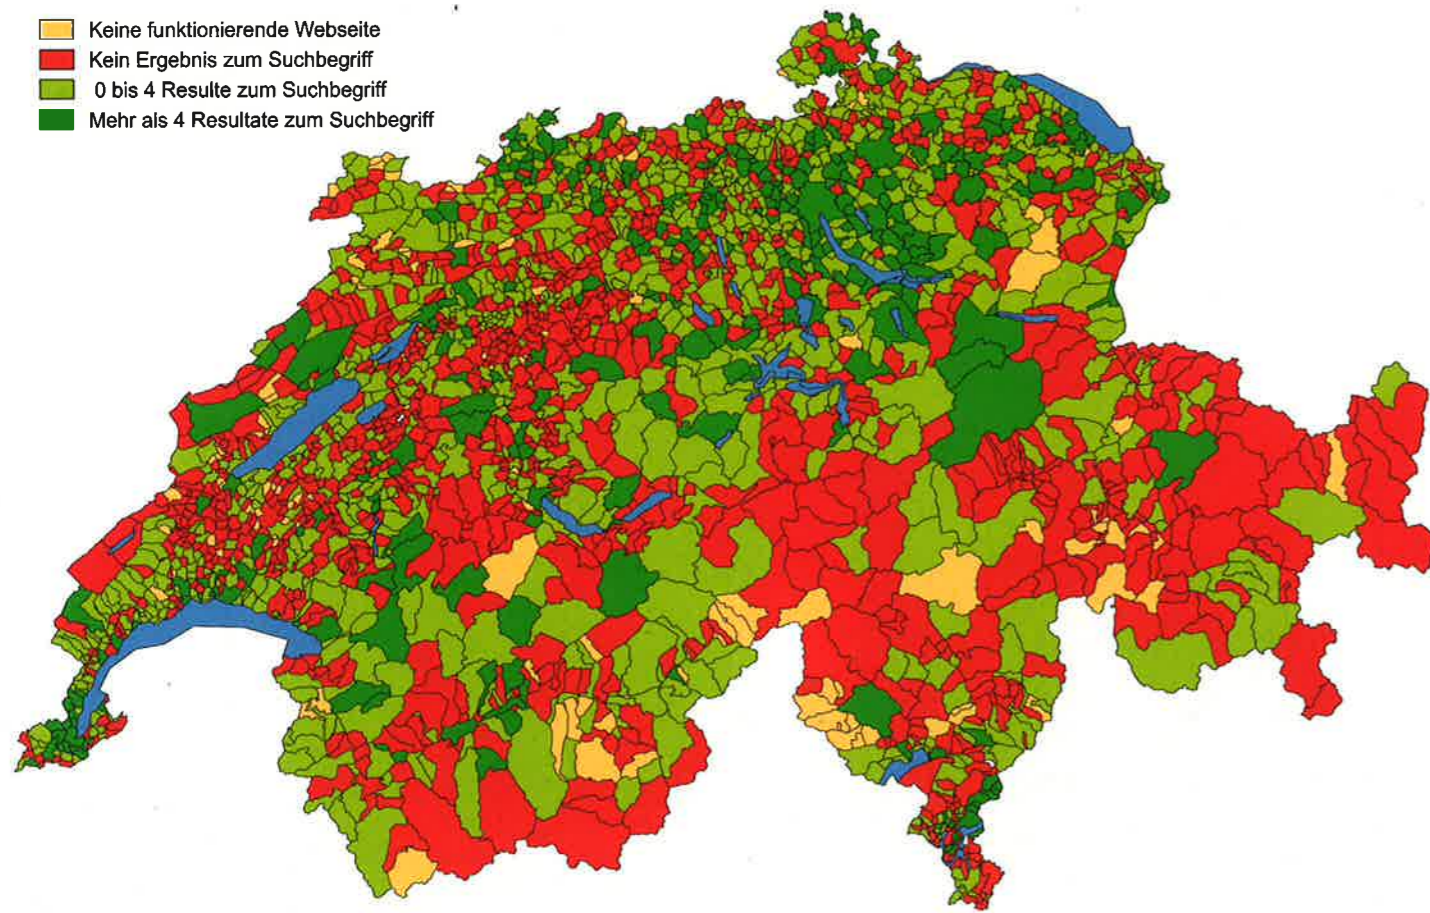 Keine funktionierende Webseite
Kein Ergebnis zum Suchbegriff
0 bis 4 Resulte zum Suchbegriff
Mehr als 4 Resultate zum Suchbegriff